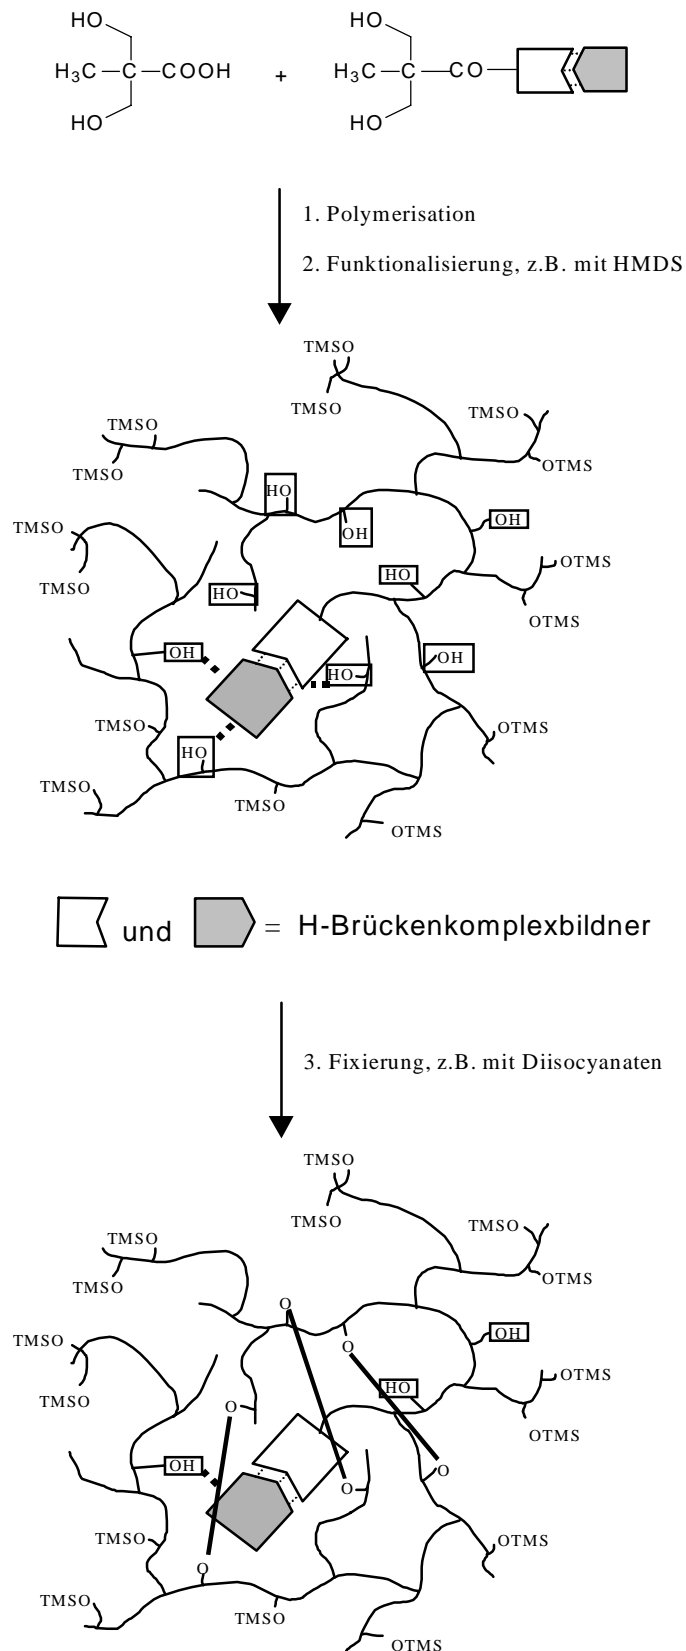 HO
H3C—C—COOH
HO
+
HO
H3C—C—CO
HO
1. Polymerisation
2. Funktionalisierung, z.B. mit HMDS
TMSO
TMSO
TMSO
OTMS
TMSO
TMSO
HO
OH
OH
TMSO
TMSO
HO
HO
OTMS
OTMS
OH
HO
OH
TMSO
HO
OTMS
TMSO
TMSO
OTMS
und
= H-Brückenkomplexbildner
3. Fixierung, z.B. mit Diisocyanaten
TMSO
TMSO
TMSO
OTMS
TMSO
TMSO
O
O
OH
TMSO
TMSO
O
HO
OTMS
OTMS
OH
O
O
TMSO
O
OTMS
TMSO
TMSO
OTMS